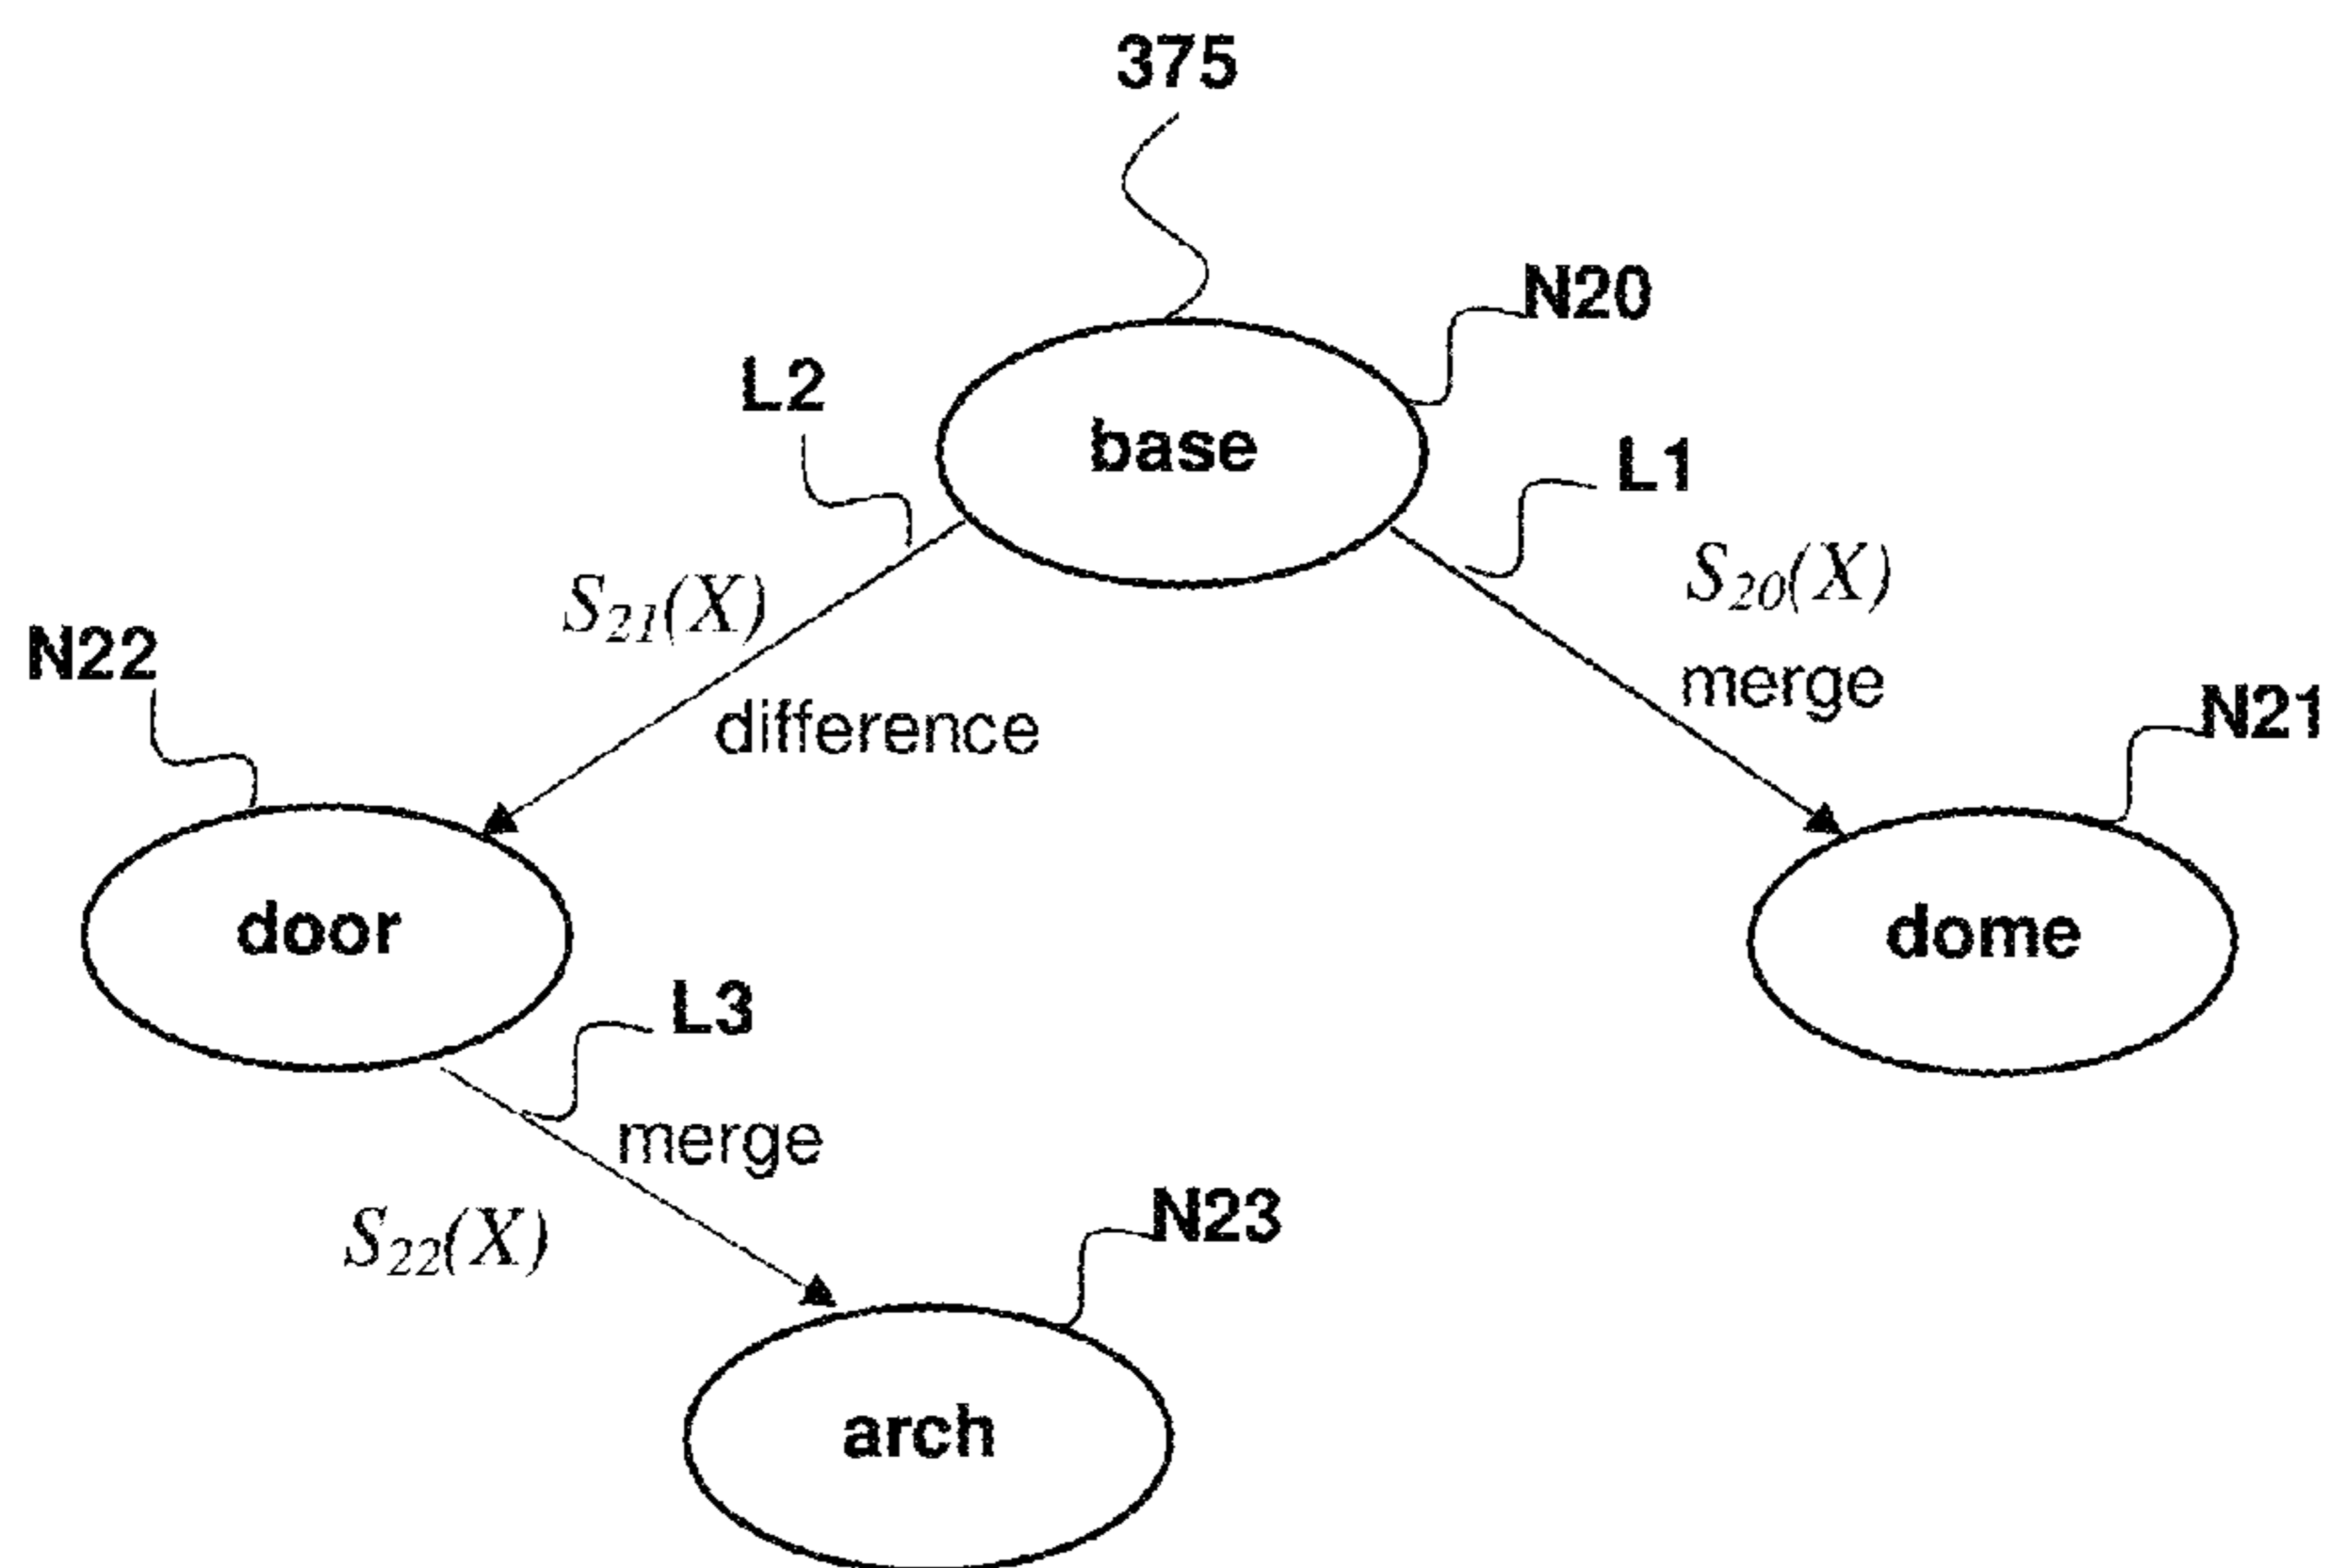 375
N20
L2
base
L1
S20(X)
S21(X)
N22
merge
N21
difference
door
dome
L3
merge
N23
S22(X)
arch